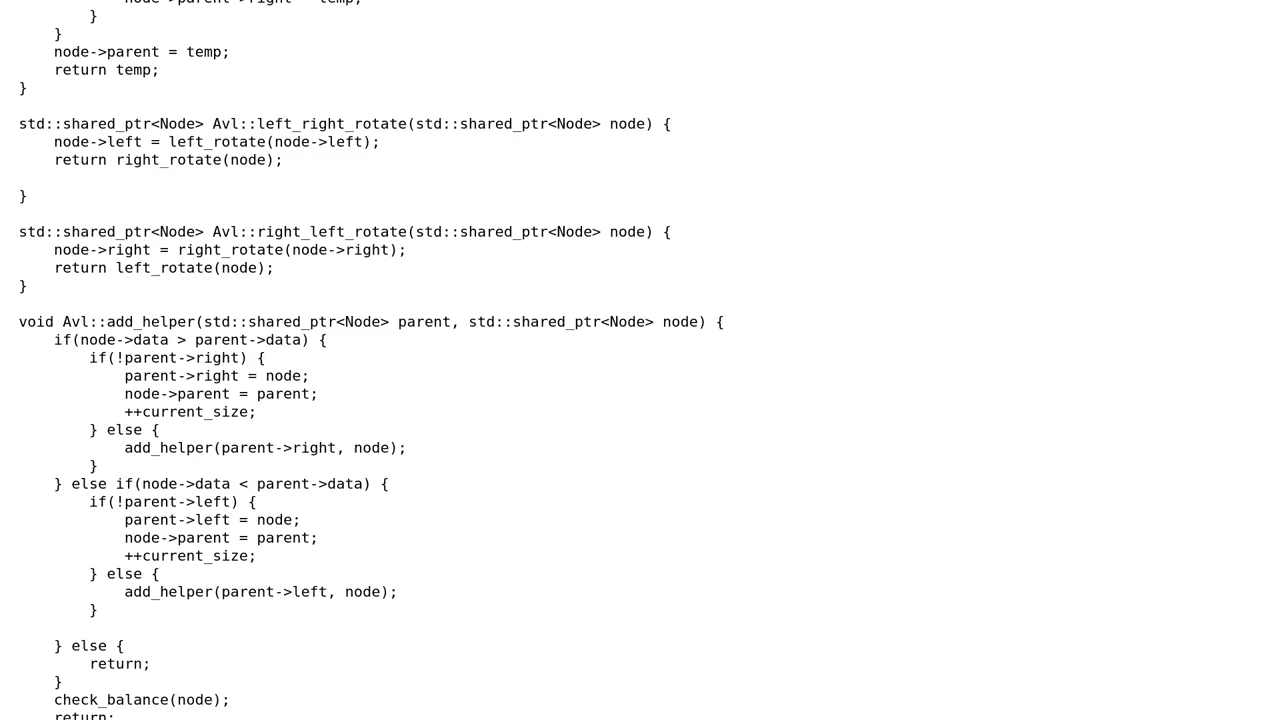 node->parent->right = temp;
            }
        }
    node->parent = temp;
    return temp;
}
std::shared_ptr<Node> Avl::left_right_rotate(std::shared_ptr<Node> node) {
    node->left = left_rotate(node->left);
    return right_rotate(node);
}
std::shared_ptr<Node> Avl::right_left_rotate(std::shared_ptr<Node> node) {
    node->right = right_rotate(node->right);
    return left_rotate(node);
}
void Avl::add_helper(std::shared_ptr<Node> parent, std::shared_ptr<Node> node) {
    if(node->data > parent->data) {
        if(!parent->right) {
            parent->right = node;
            node->parent = parent;
            ++current_size;
        } else {
            add_helper(parent->right, node);
        }
    } else if(node->data < parent->data) {
        if(!parent->left) {
            parent->left = node;
            node->parent = parent;
            ++current_size;
        } else {
            add_helper(parent->left, node);
        }
    } else {
        return;
    }
    check_balance(node);
    return;